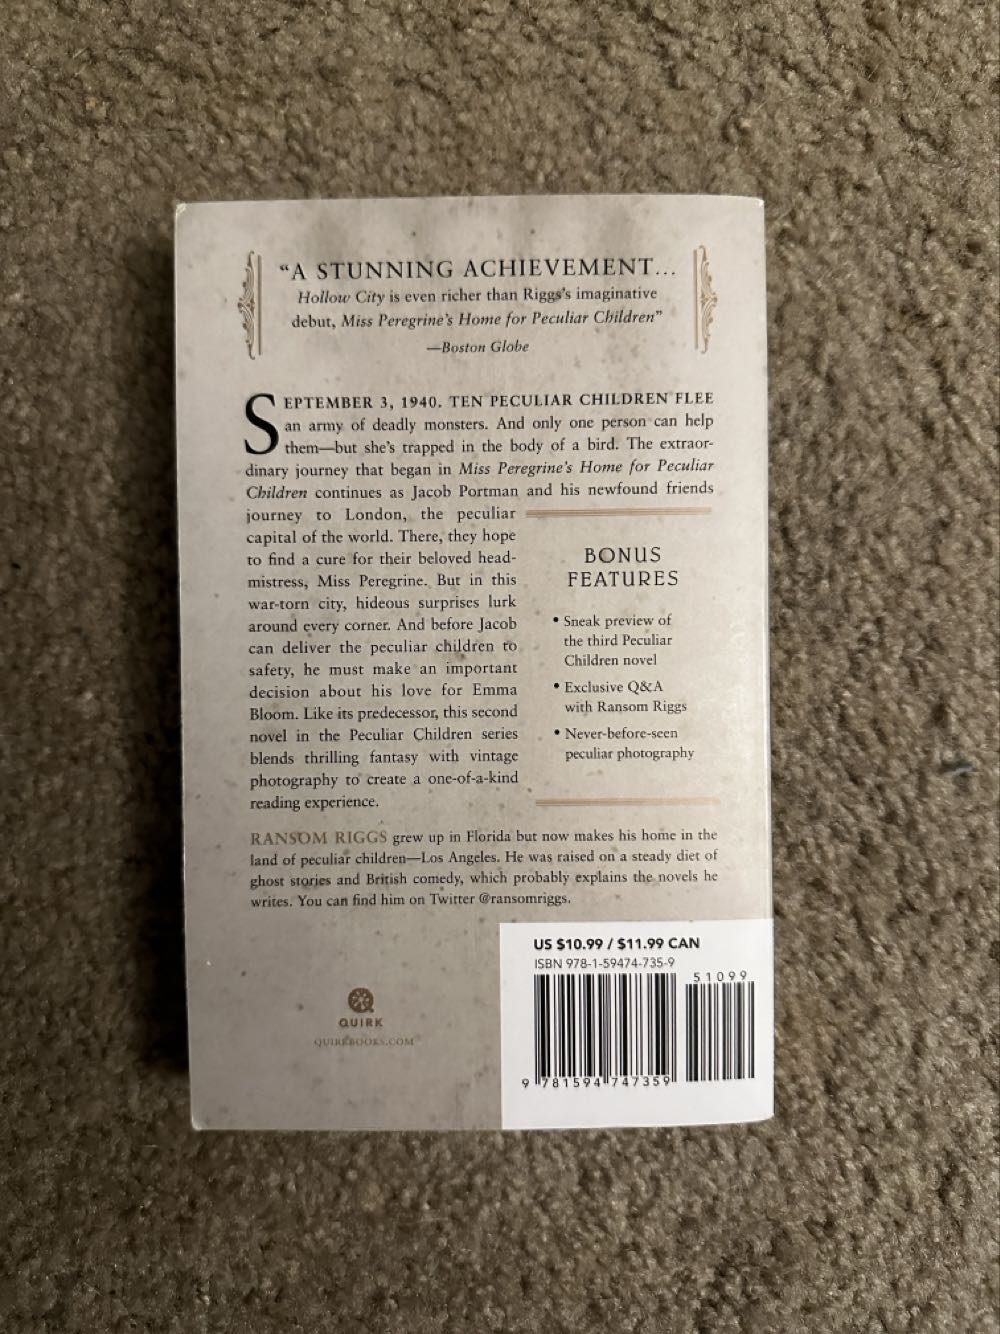 “A STUNNING ACHIEVEMENT...
Hollow City is even richer than Riggs’s imaginative
debut, Miss Peregrine’s Home for Peculiar Children”
—Boston Globe
SEPTEMBER 3, 1940. TEN PECULIAR CHILDREN FLEE
an army of deadly monsters. And only one person can help
them—but she’s trapped in the body of a bird. The extraor-
dinary journey that began in Miss Peregrine’s Home for Peculiar
Children continues as Jacob Portman and his newfound friends
journey to London, the peculiar
capital of the world. There, they hope
to find a cure for their beloved head-
mistress, Miss Peregrine. But in this
war-torn city, hideous surprises lurk
around every corner. And before Jacob
can deliver the peculiar children to
safety, he must make an important
decision about his love for Emma
Bloom. Like its predecessor, this second
novel in the Peculiar Children series
blends thrilling fantasy with vintage
photography to create a one-of-a-kind
reading experience.
BONUS
FEATURES
• Sneak preview of
the third Peculiar
Children novel
• Exclusive Q&A
with Ransom Riggs
• Never-before-seen
peculiar photography
RANSOM RIGGS grew up in Florida but now makes his home in the
land of peculiar children—Los Angeles. He was raised on a steady diet of
ghost stories and British comedy, which probably explains the novels he
writes. You can find him on Twitter @ransomriggs.
QUIRK
QUIRKBOOKS.COM
US $10.99 / $11.99 CAN
ISBN 978-1-59474-735-9
51099
9 781594 747359